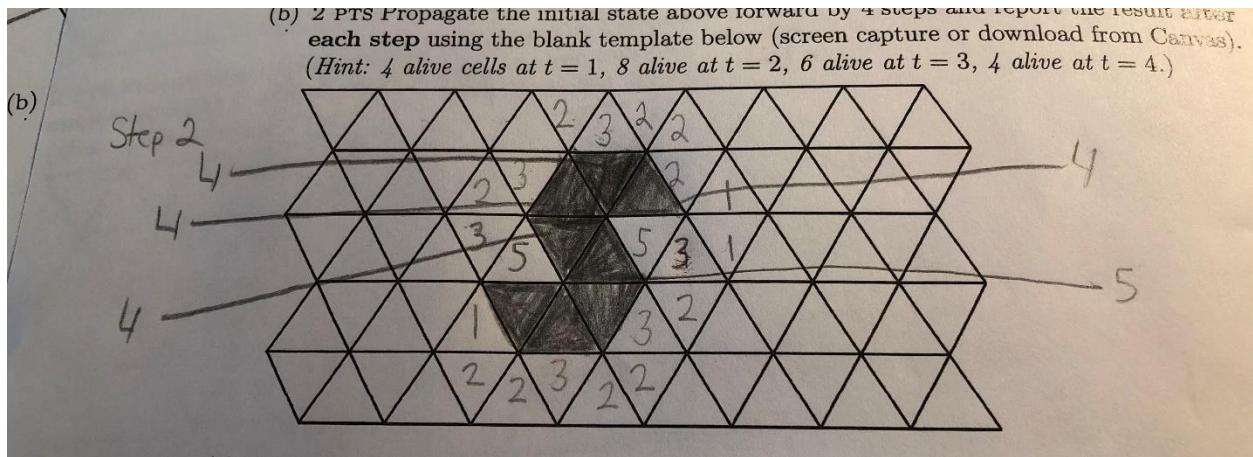 (b) 2 PTS Propagate the initial state above forward by 4 steps and report the result after
each step using the blank template below (screen capture or download from Canvas).
(Hint: 4 alive cells at t = 1, 8 alive at t = 2, 6 alive at t = 3, 4 alive at t = 4.)
(b)
Step 2
2 3 2 2
4 2 3 2 1 4
4 3 5 5 3 1
4 1 3 2 5
2 2 3 2 2